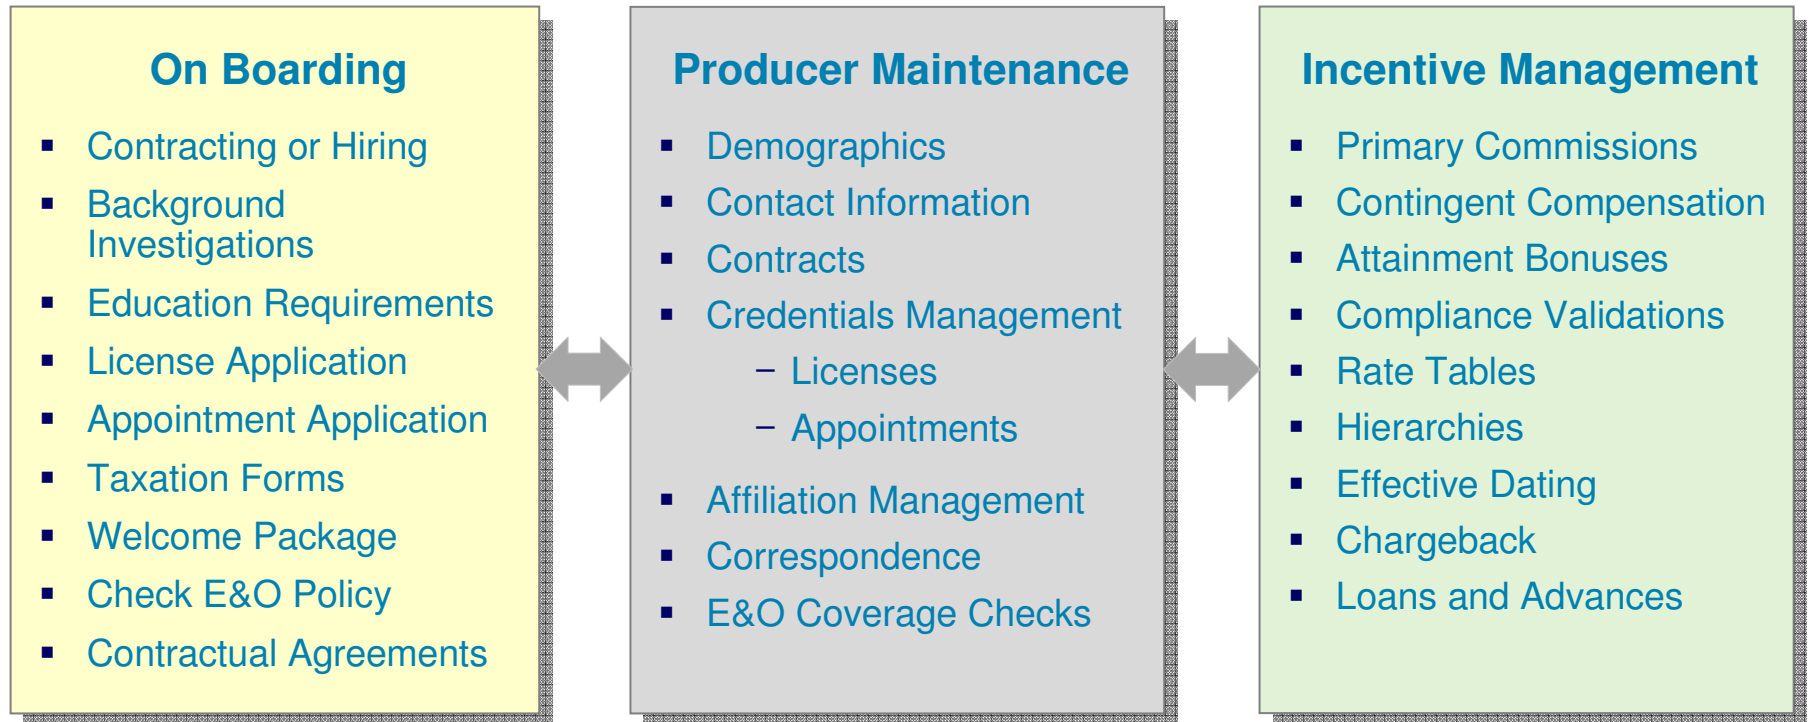 On Boarding
▪ Contracting or Hiring
▪ Background
Investigations
▪ Education Requirements
▪ License Application
▪ Appointment Application
▪ Taxation Forms
▪ Welcome Package
▪ Check E&O Policy
▪ Contractual Agreements
Producer Maintenance
▪ Demographics
▪ Contact Information
▪ Contracts
▪ Credentials Management
– Licenses
– Appointments
▪ Affiliation Management
▪ Correspondence
▪ E&O Coverage Checks
Incentive Management
▪ Primary Commissions
▪ Contingent Compensation
▪ Attainment Bonuses
▪ Compliance Validations
▪ Rate Tables
▪ Hierarchies
▪ Effective Dating
▪ Chargeback
▪ Loans and Advances